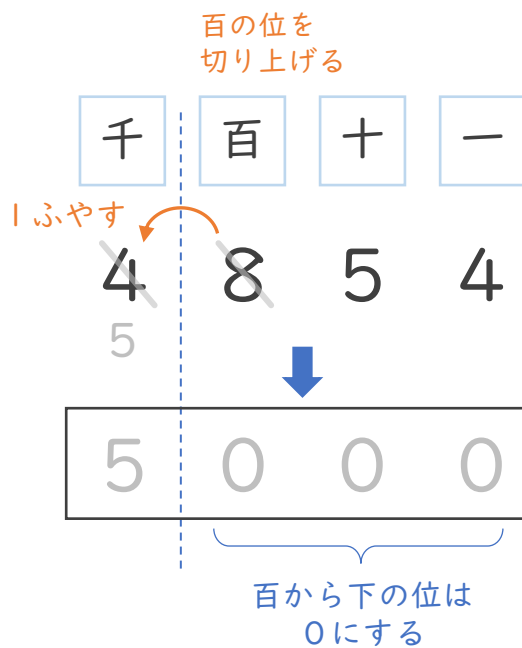 百の位を
切り上げる
千 百 十 一
1ふやす
4 8 5 4
5
5 0 0 0
百から下の位は
0にする